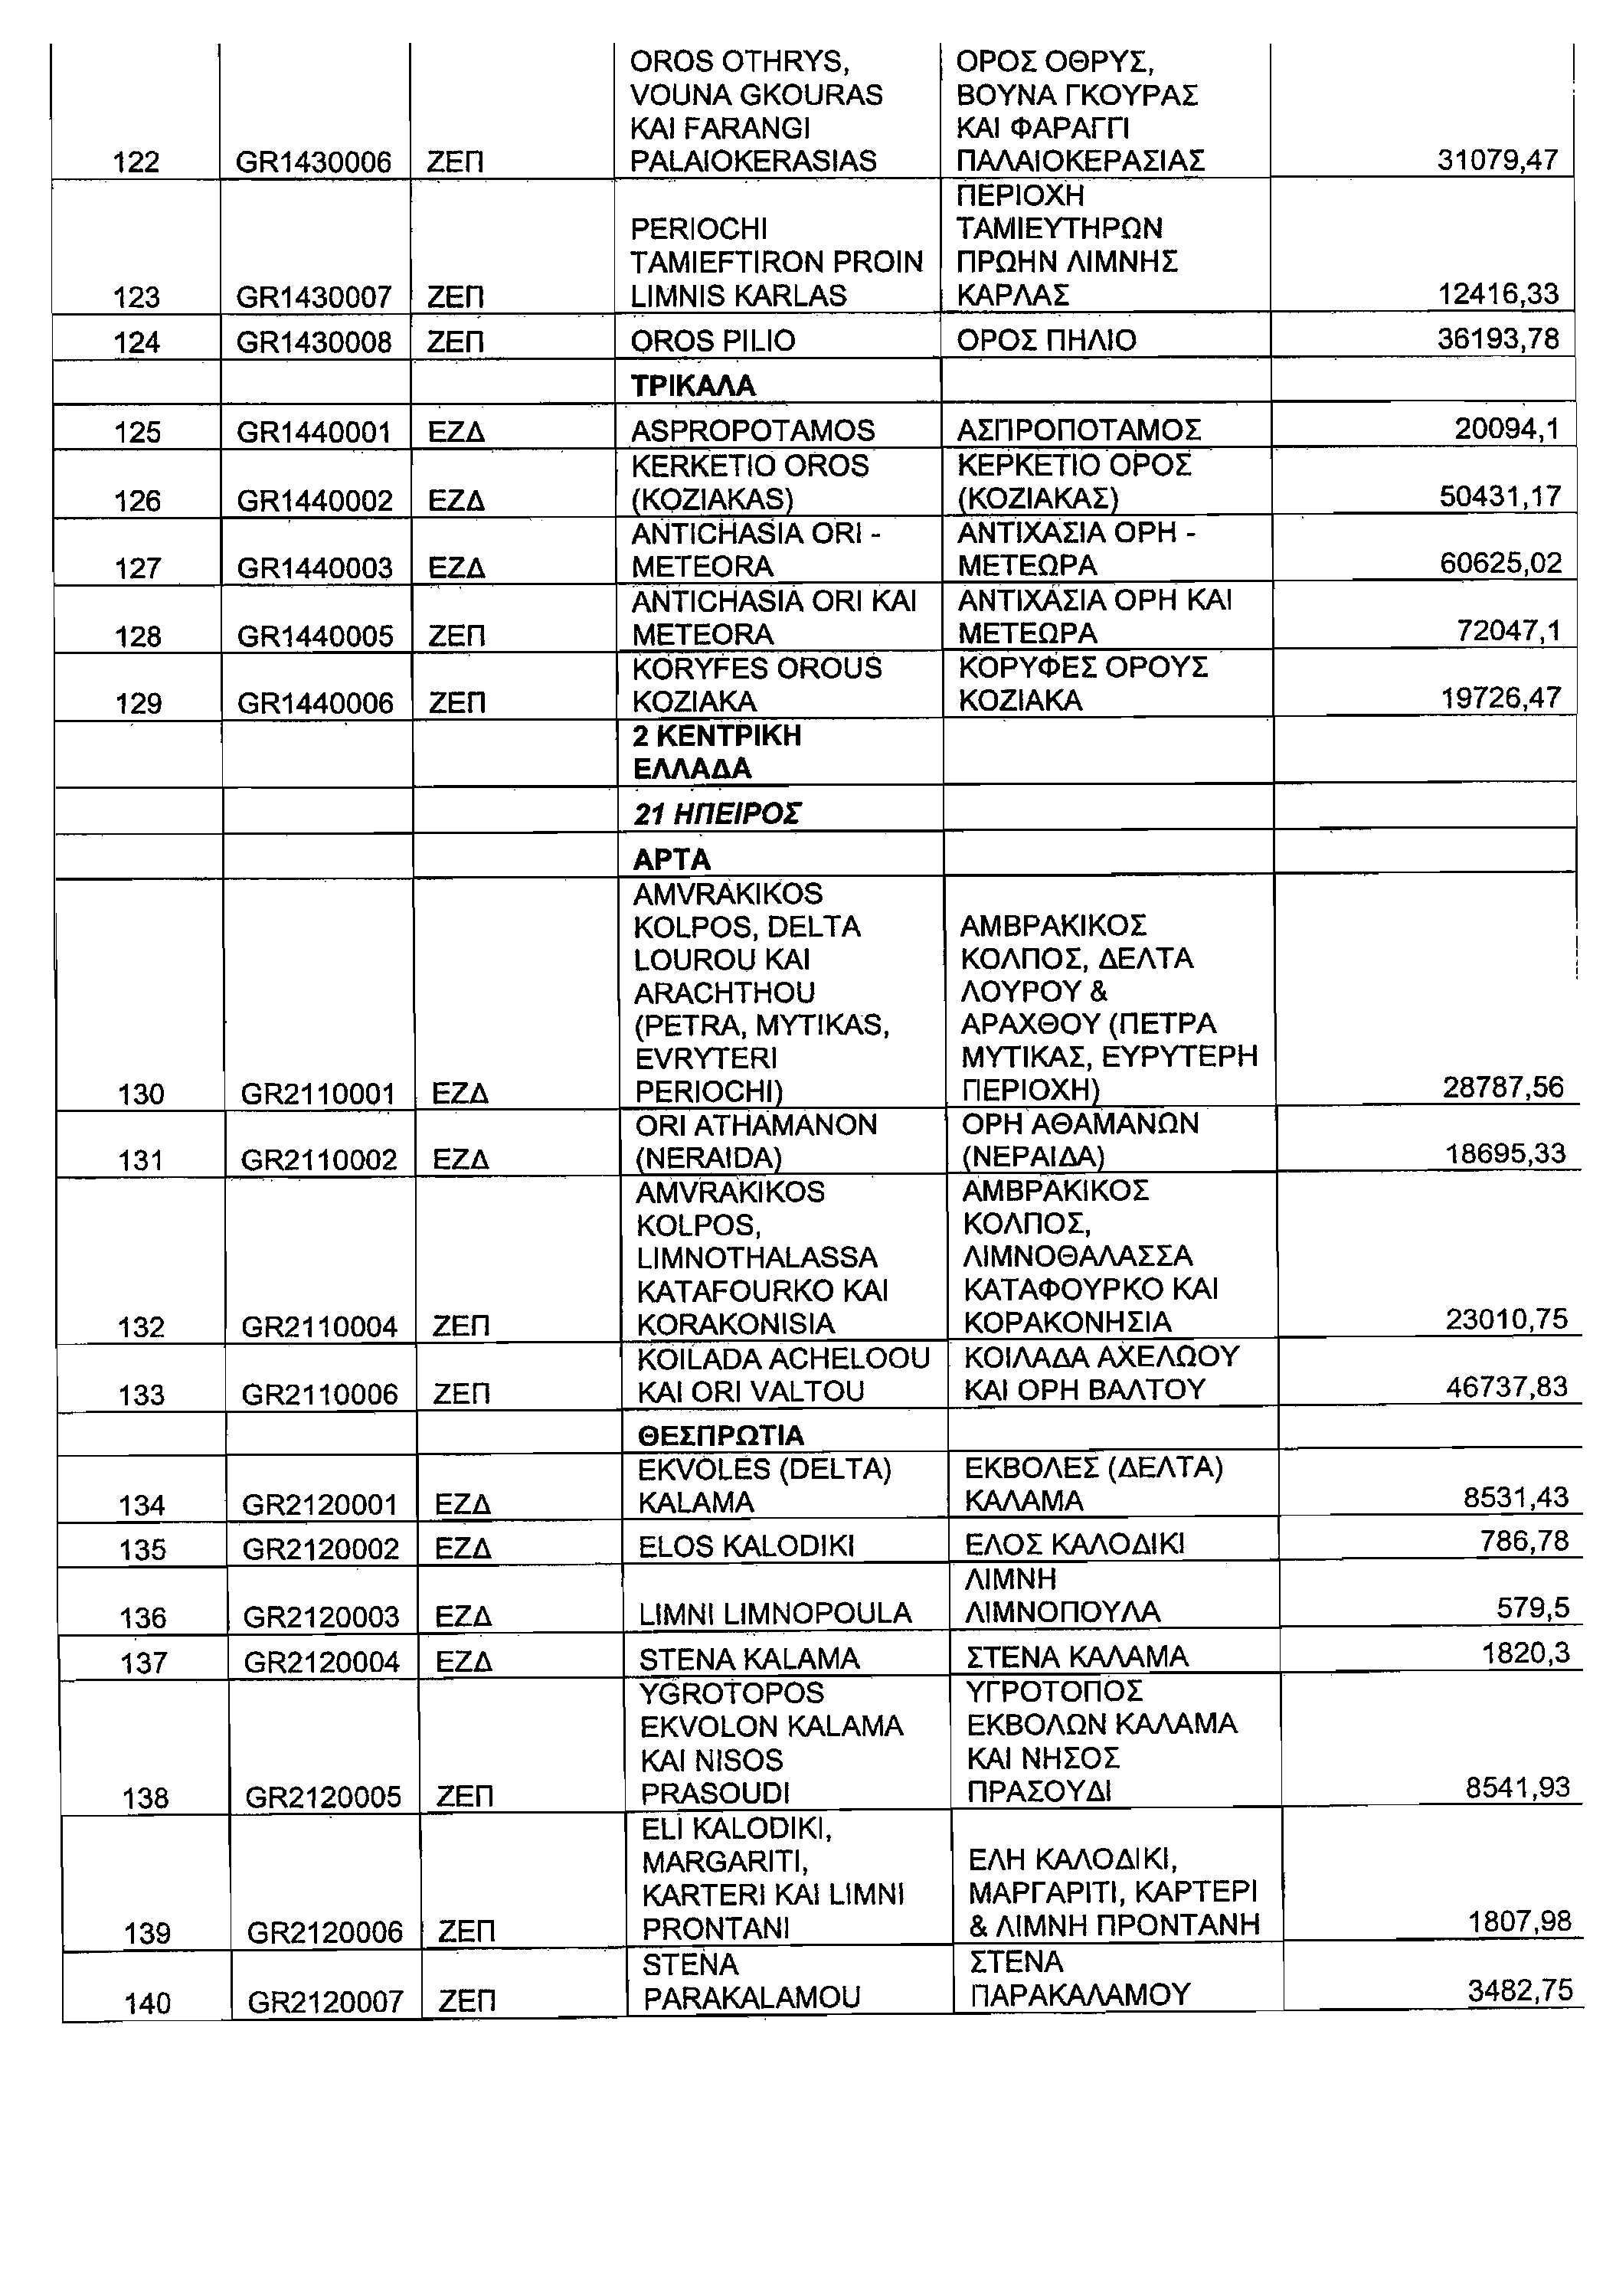 OROS OTHRYS, ΟΡΟΣ ΟΘΡΥΣ,
VOUNA GKOURAS ΒΟΥΝΑ ΓΚΟΥΡΑΣ
KAI FARANGI ΚΑΙ ΦΑΡΑΓΓΙ
122 GR1430006 ΖΕΠ PALAIOKERASIAS ΠΑΛΑΙΟΚΕΡΑΣΙΑΣ 31079,47
ΠΕΡΙΟΧΗ
PERIOCHI ΤΑΜΙΕΥΤΗΡΩΝ
TAMIEFTIRON PROIN ΠΡΩΗΝ ΛΙΜΝΗΣ
123 GR1430007 ΖΕΠ LIMNIS KARLAS ΚΑΡΛΑΣ 12416,33
124 GR1430008 ΖΕΠ OROS PILIO ΟΡΟΣ ΠΗΛΙΟ 36193,78
ΤΡΙΚΑΛΑ
125 GR1440001 ΕΖΔ ASPROPOTAMOS ΑΣΠΡΟΠΟΤΑΜΟΣ 20094,1
KERKETIO OROS ΚΕΡΚΕΤΙΟ ΟΡΟΣ
126 GR1440002 ΕΖΔ (KOZIAKAS) (ΚΟΖΙΑΚΑΣ) 50431,17
ANTICHASIA ORI - ΑΝΤΙΧΑΣΙΑ ΟΡΗ -
127 GR1440003 ΕΖΔ METEORA ΜΕΤΕΩΡΑ 60625,02
ANTICHASIA ORI KAI ΑΝΤΙΧΑΣΙΑ ΟΡΗ ΚΑΙ
128 GR1440005 ΖΕΠ METEORA ΜΕΤΕΩΡΑ 72047,1
KORYFES OROUS ΚΟΡΥΦΕΣ ΟΡΟΥΣ
129 GR1440006 ΖΕΠ KOZIAKA ΚΟΖΙΑΚΑ 19726,47
2 ΚΕΝΤΡΙΚΗ
ΕΛΛΑΔΑ
21 ΗΠΕΙΡΟΣ
ΑΡΤΑ
AMVRAKIKOS
KOLPOS, DELTA ΑΜΒΡΑΚΙΚΟΣ
LOUROU KAI ΚΟΛΠΟΣ, ΔΕΛΤΑ
ARACHTHOU ΛΟΥΡΟΥ &
(PETRA, MYTIKAS, ΑΡΑΧΘΟΥ (ΠΕΤΡΑ
EVRYTERI ΜΥΤΙΚΑΣ, ΕΥΡΥΤΕΡΗ
130 GR2110001 ΕΖΔ PERIOCHI) ΠΕΡΙΟΧΗ) 28787,56
ORI ATHAMANON ΟΡΗ ΑΘΑΜΑΝΩΝ
131 GR2110002 ΕΖΔ (NERAIDA) (ΝΕΡΑΙΔΑ) 18695,33
AMVRAKIKOS ΑΜΒΡΑΚΙΚΟΣ
KOLPOS, ΚΟΛΠΟΣ,
LIMNOTHALASSA ΛΙΜΝΟΘΑΛΑΣΣΑ
KATAFOURKO KAI ΚΑΤΑΦΟΥΡΚΟ ΚΑΙ
132 GR2110004 ΖΕΠ KORAKONISIA ΚΟΡΑΚΟΝΗΣΙΑ 23010,75
KOILADA ACHELOOU ΚΟΙΛΑΔΑ ΑΧΕΛΩΟΥ
133 GR2110006 ΖΕΠ KAI ORI VALTOU ΚΑΙ ΟΡΗ ΒΑΛΤΟΥ 46737,83
ΘΕΣΠΡΩΤΙΑ
EKVOLES (DELTA) ΕΚΒΟΛΕΣ (ΔΕΛΤΑ)
134 GR2120001 ΕΖΔ KALAMA ΚΑΛΑΜΑ 8531,43
135 GR2120002 ΕΖΔ ELOS KALODIKI ΕΛΟΣ ΚΑΛΟΔΙΚΙ 786,78
ΛΙΜΝΗ
136 GR2120003 ΕΖΔ LIMNI LIMNOPOULA ΛΙΜΝΟΠΟΥΛΑ 579,5
137 GR2120004 ΕΖΔ STENA KALAMA ΣΤΕΝΑ ΚΑΛΑΜΑ 1820,3
YGROTOPOS ΥΓΡΟΤΟΠΟΣ
EKVOLON KALAMA ΕΚΒΟΛΩΝ ΚΑΛΑΜΑ
KAI NISOS ΚΑΙ ΝΗΣΟΣ
138 GR2120005 ΖΕΠ PRASOUDI ΠΡΑΣΟΥΔΙ 8541,93
ELI KALODIKI,
MARGARITI, ΕΛΗ ΚΑΛΟΔΙΚΙ,
KARTERI KAI LIMNI ΜΑΡΓΑΡΙΤΙ, ΚΑΡΤΕΡΙ
139 GR2120006 ΖΕΠ PRONTANI & ΛΙΜΝΗ ΠΡΟΝΤΑΝΗ 1807,98
STENA ΣΤΕΝΑ
140 GR2120007 ΖΕΠ PARAKALAMOU ΠΑΡΑΚΑΛΑΜΟΥ 3482,75